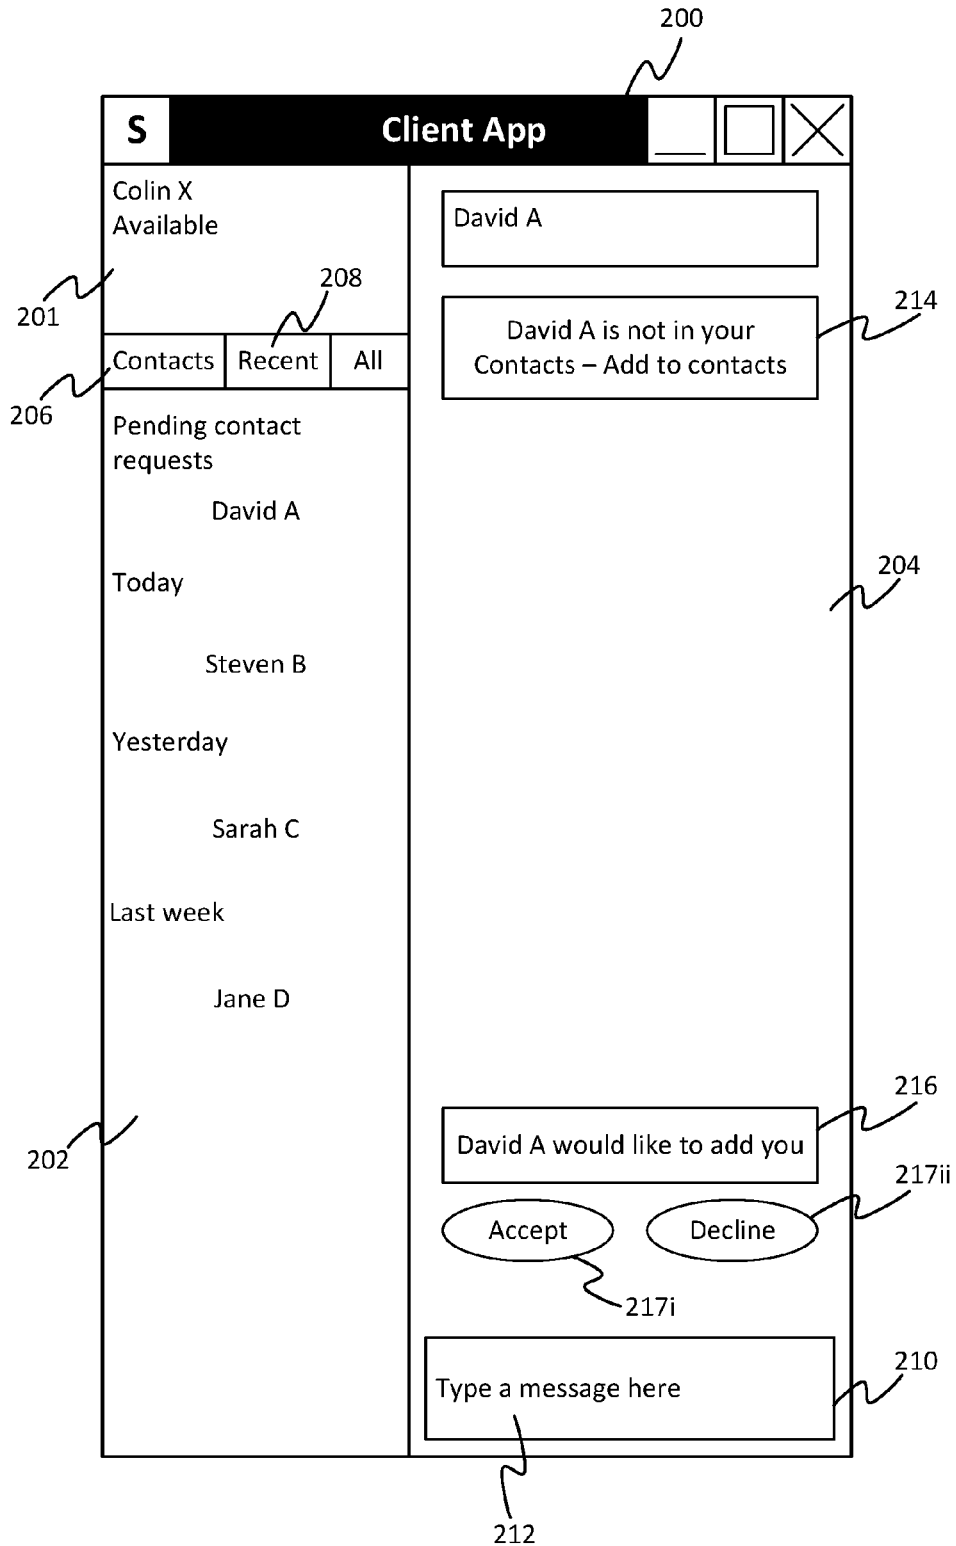 200
S
Client App
Colin X
Available
201
208
206
Contacts
Recent
All
Pending contact
requests
David A
Today
Steven B
Yesterday
Sarah C
Last week
Jane D
202
David A
214
David A is not in your
Contacts – Add to contacts
204
216
David A would like to add you
217ii
Accept
Decline
217i
210
Type a message here
212